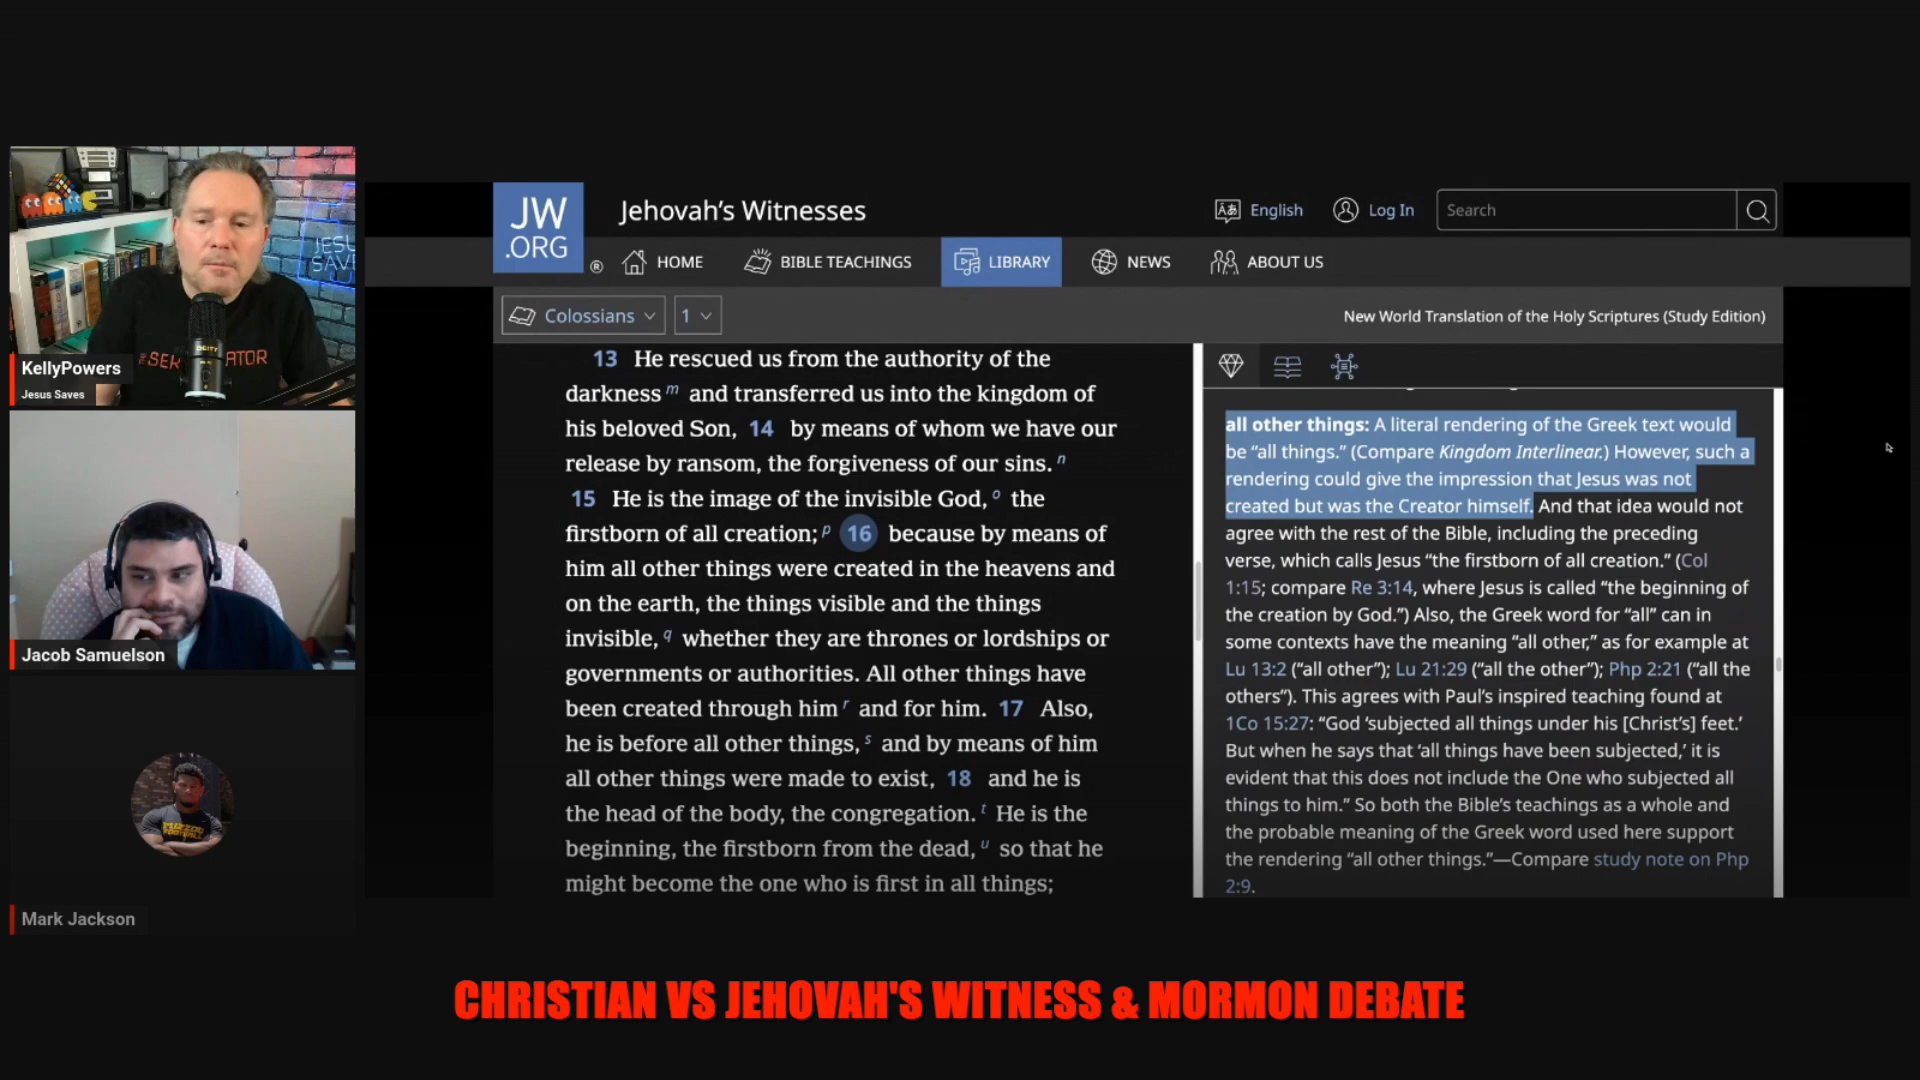 JESU
SAV
SEK ATOR
DEITY
KellyPowers
Jesus Saves
Jacob Samuelson
MIZZOU
FOOTBALL
Mark Jackson
JW
.ORG
®
Jehovah's Witnesses
English
Log In
Search
HOME
BIBLE TEACHINGS
LIBRARY
NEWS
ABOUT US
Colossians
1
New World Translation of the Holy Scriptures (Study Edition)
13 He rescued us from the authority of the
darkness m and transferred us into the kingdom of
his beloved Son, 14 by means of whom we have our
release by ransom, the forgiveness of our sins. n
15 He is the image of the invisible God, o the
firstborn of all creation; p 16 because by means of
him all other things were created in the heavens and
on the earth, the things visible and the things
invisible, q whether they are thrones or lordships or
governments or authorities. All other things have
been created through him r and for him. 17 Also,
he is before all other things, s and by means of him
all other things were made to exist, 18 and he is
the head of the body, the congregation. t He is the
beginning, the firstborn from the dead, u so that he
might become the one who is first in all things;
all other things: A literal rendering of the Greek text would
be “all things.” (Compare Kingdom Interlinear.) However, such a
rendering could give the impression that Jesus was not
created but was the Creator himself. And that idea would not
agree with the rest of the Bible, including the preceding
verse, which calls Jesus “the firstborn of all creation.” (Col
1:15; compare Re 3:14, where Jesus is called “the beginning of
the creation by God.”) Also, the Greek word for “all” can in
some contexts have the meaning “all other,” as for example at
Lu 13:2 (“all other”); Lu 21:29 (“all the other”); Php 2:21 (“all the
others”). This agrees with Paul’s inspired teaching found at
1Co 15:27: “God ‘subjected all things under his [Christ’s] feet.’
But when he says that ‘all things have been subjected,’ it is
evident that this does not include the One who subjected all
things to him.” So both the Bible’s teachings as a whole and
the probable meaning of the Greek word used here support
the rendering “all other things.”—Compare study note on Php
2:9.
CHRISTIAN VS JEHOVAH'S WITNESS & MORMON DEBATE